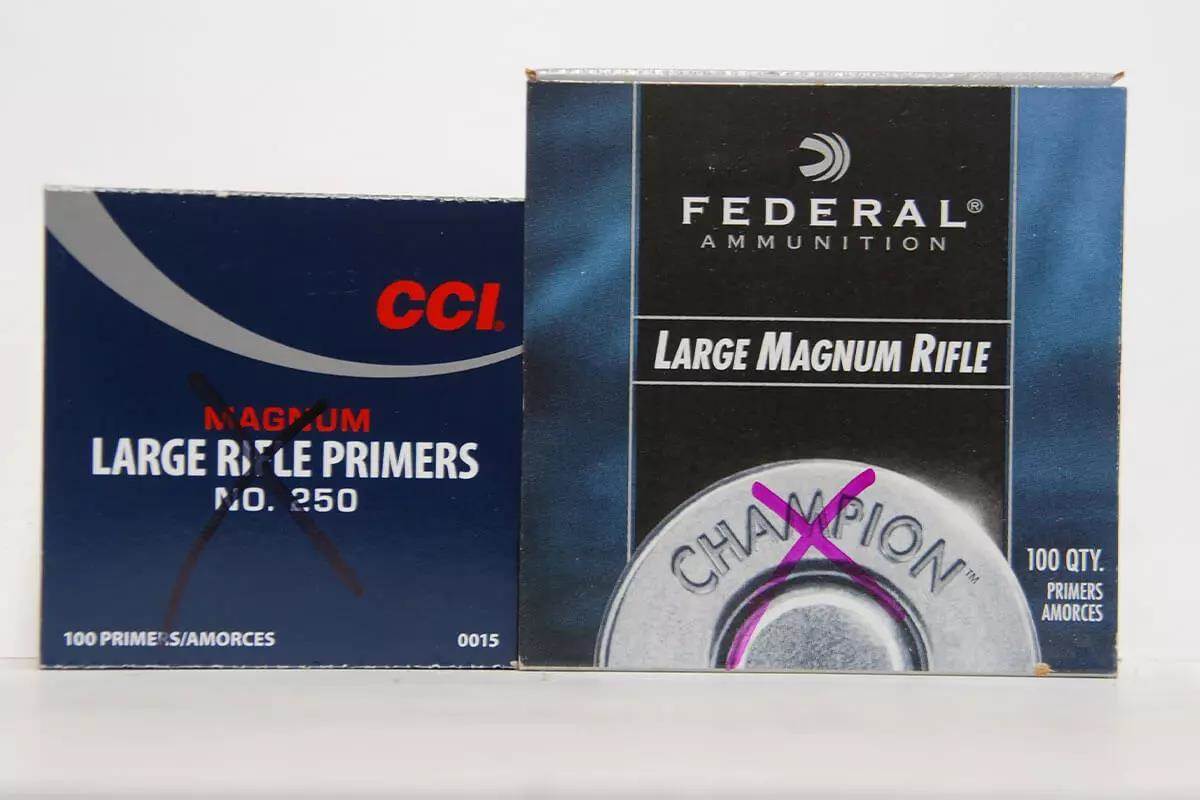 CCI
MAGNUM
LARGE RIFLE PRIMERS
NO. 250
100 PRIMERS/AMORCES
0015
FEDERAL®
AMMUNITION
LARGE MAGNUM RIFLE
CHAMPION™
100 QTY.
PRIMERS
AMORCES